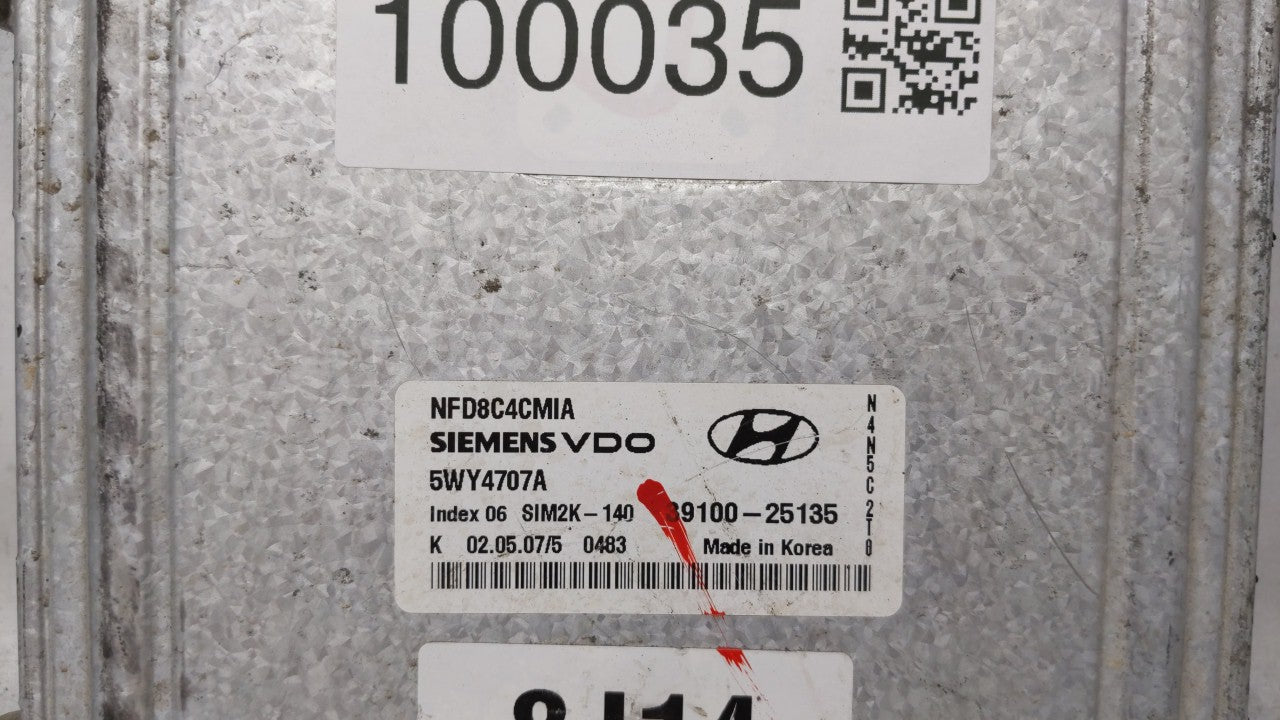 100035
NFD8C4CMIA
SIEMENS VDO
5WY4707A
Index 06 SIM2K-140 39100-25135
K 02.05.07/5 0483 Made in Korea
N4N5C2T8